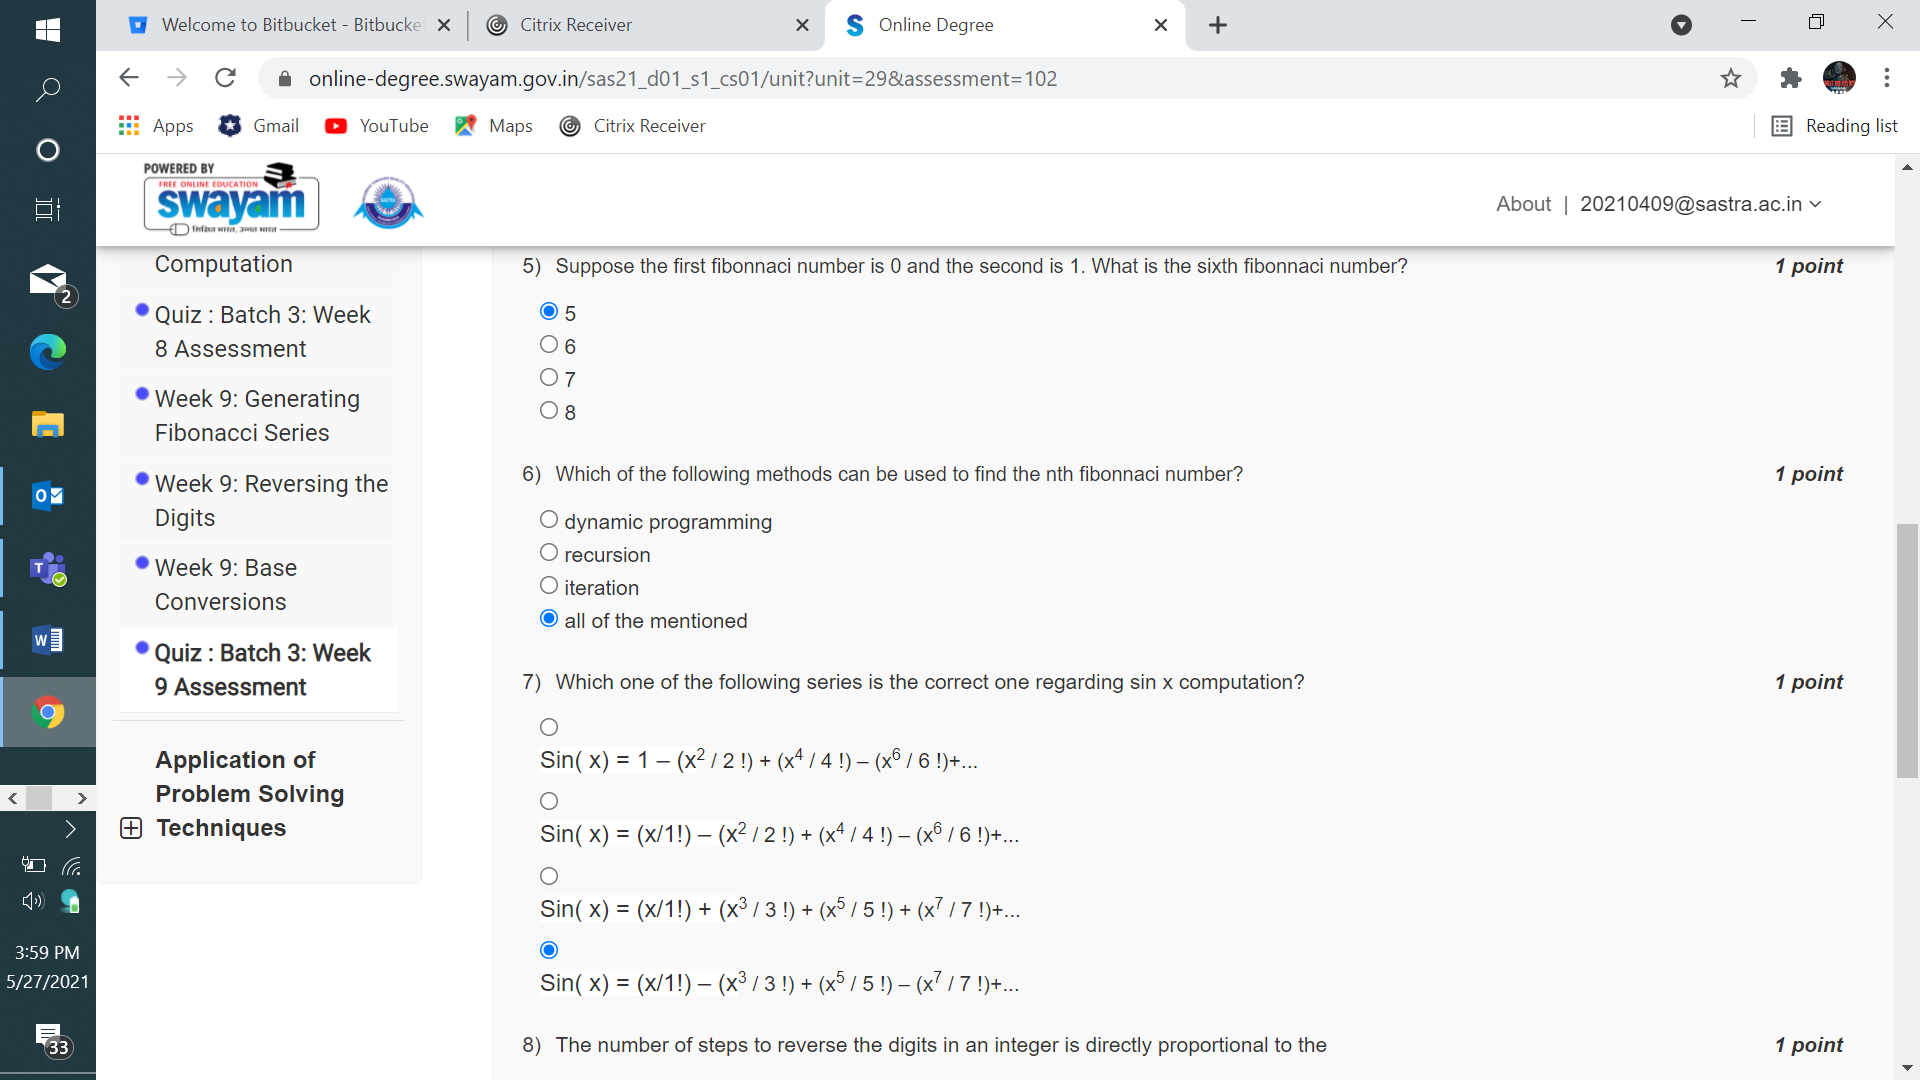 Welcome to Bitbucket - Bitbucke
Citrix Receiver
Online Degree
online-degree.swayam.gov.in/sas21_d01_s1_cs01/unit?unit=29&assessment=102
Apps
Gmail
YouTube
Maps
Citrix Receiver
Reading list
POWERED BY
FREE ONLINE EDUCATION
swayam
शिक्षित भारत, उन्नत भारत
About | 20210409@sastra.ac.in
Computation
Quiz : Batch 3: Week
8 Assessment
Week 9: Generating
Fibonacci Series
Week 9: Reversing the
Digits
Week 9: Base
Conversions
Quiz : Batch 3: Week
9 Assessment
Application of
Problem Solving
Techniques
5) Suppose the first fibonnaci number is 0 and the second is 1. What is the sixth fibonnaci number? 1 point
5
6
7
8
6) Which of the following methods can be used to find the nth fibonnaci number? 1 point
dynamic programming
recursion
iteration
all of the mentioned
7) Which one of the following series is the correct one regarding sin x computation? 1 point
Sin( x) = 1 – (x² / 2 !) + (x⁴ / 4 !) – (x⁶ / 6 !)+...
Sin( x) = (x/1!) – (x² / 2 !) + (x⁴ / 4 !) – (x⁶ / 6 !)+...
Sin( x) = (x/1!) + (x³ / 3 !) + (x⁵ / 5 !) + (x⁷ / 7 !)+...
Sin( x) = (x/1!) – (x³ / 3 !) + (x⁵ / 5 !) – (x⁷ / 7 !)+...
8) The number of steps to reverse the digits in an integer is directly proportional to the 1 point
2
3:59 PM
5/27/2021
33